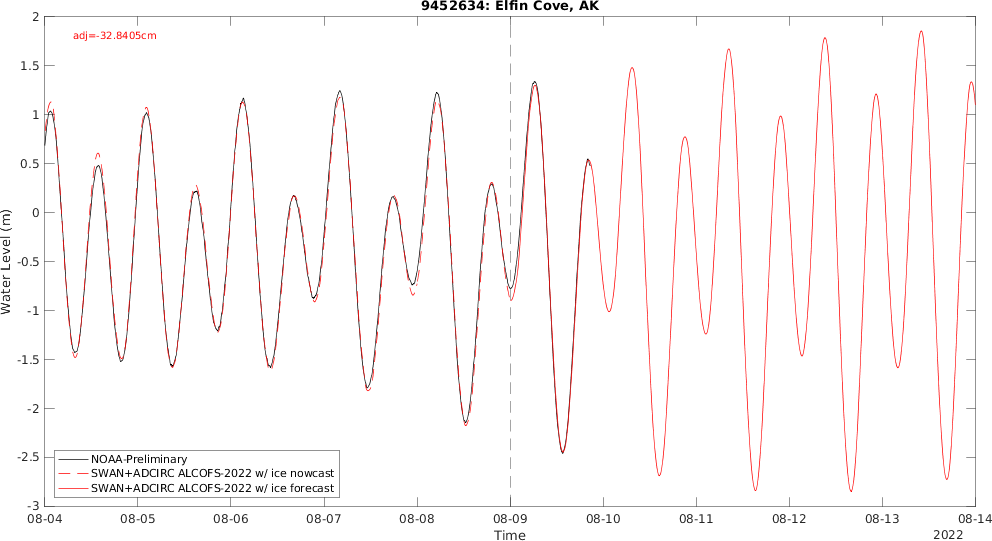 9452634: Elfin Cove, AK
adj=-32.8405cm
2
1.5
1
0.5
0
-0.5
-1
-1.5
-2
-2.5
-3
Water Level (m)
NOAA-Preliminary
SWAN+ADCIRC ALCOFS-2022 w/ ice nowcast
SWAN+ADCIRC ALCOFS-2022 w/ ice forecast
08-04 08-05 08-06 08-07 08-08 08-09 08-10 08-11 08-12 08-13 08-14
Time
2022